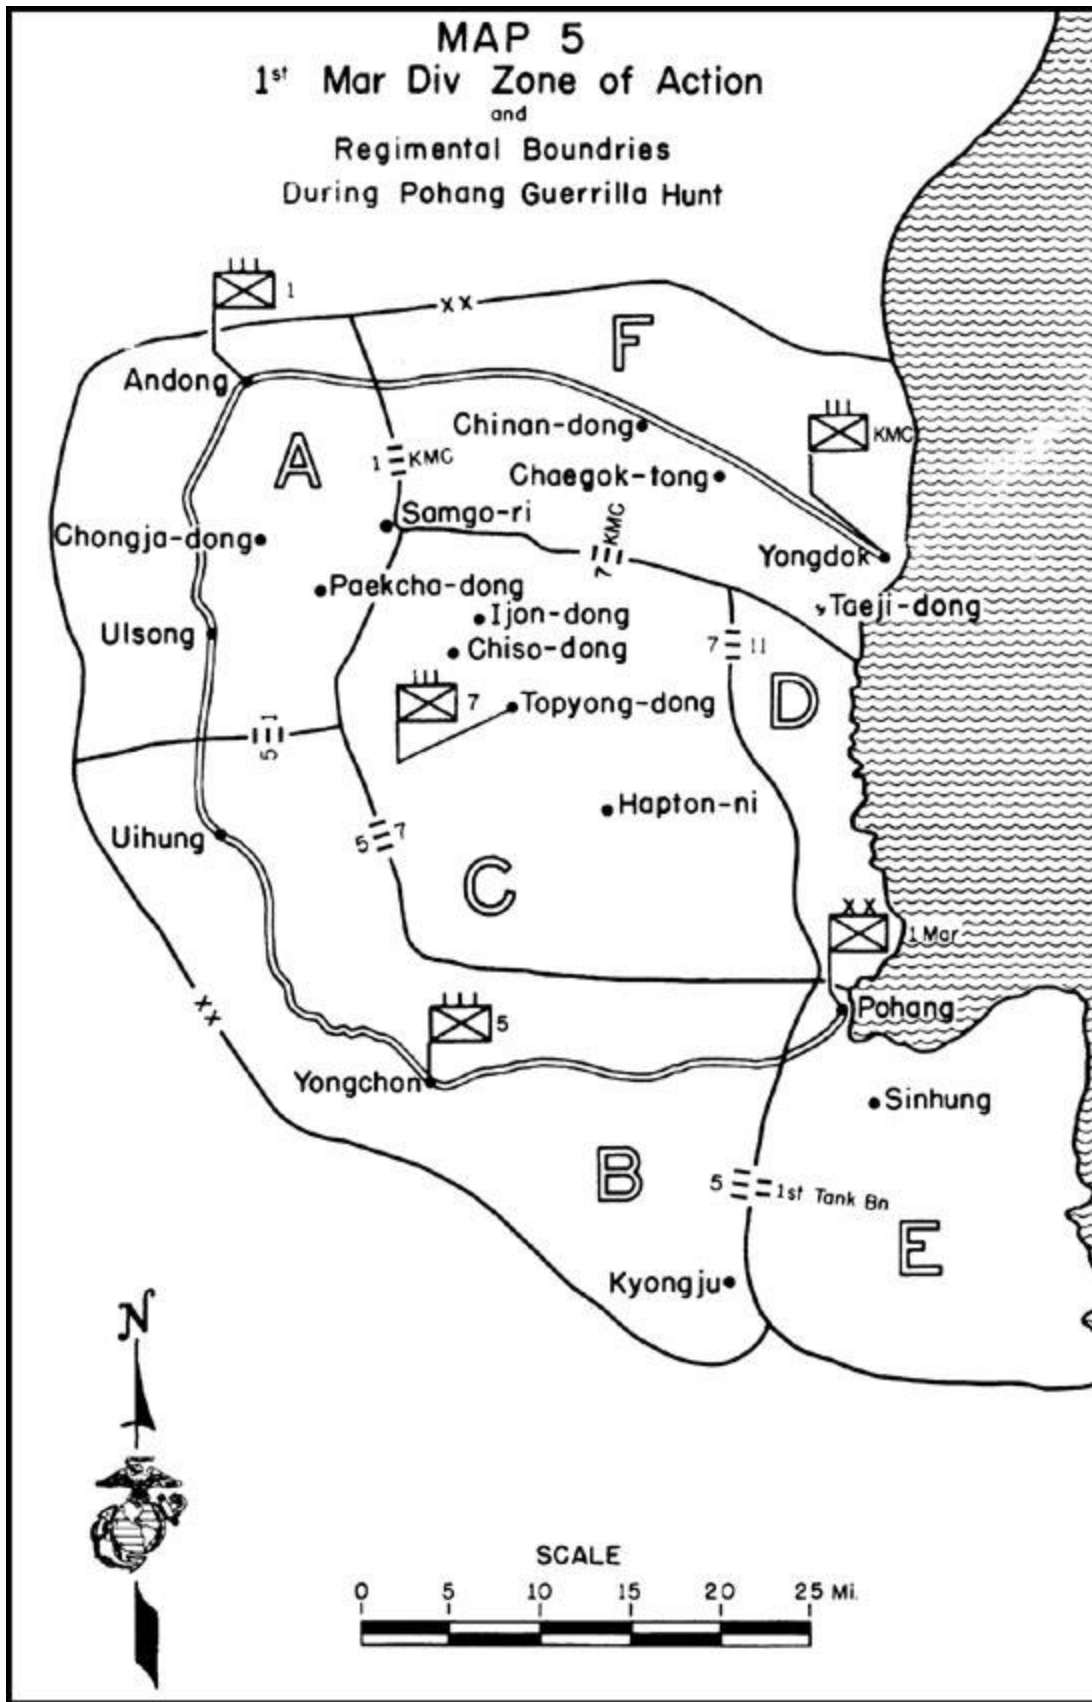 MAP 5
1st Mar Div Zone of Action
and
Regimental Boundries
During Pohang Guerrilla Hunt
1
XX
F
Andong
KMC
Chinan-dong
A
1 KMC
Chaegok-tong
Samgo-ri
7 KMC
Chongja-dong
Yongdok
Paekcha-dong
Taeji-dong
Ijon-dong
Ulsong
7 11
Chiso-dong
7
D
Topyong-dong
5 1
Hapton-ni
Uihung
5 7
C
XX
1 Mar
XX
Pohang
5
Yongchon
Sinhung
B
5 1st Tank Bn
E
Kyongju
N
SCALE
0 5 10 15 20 25 Mi.